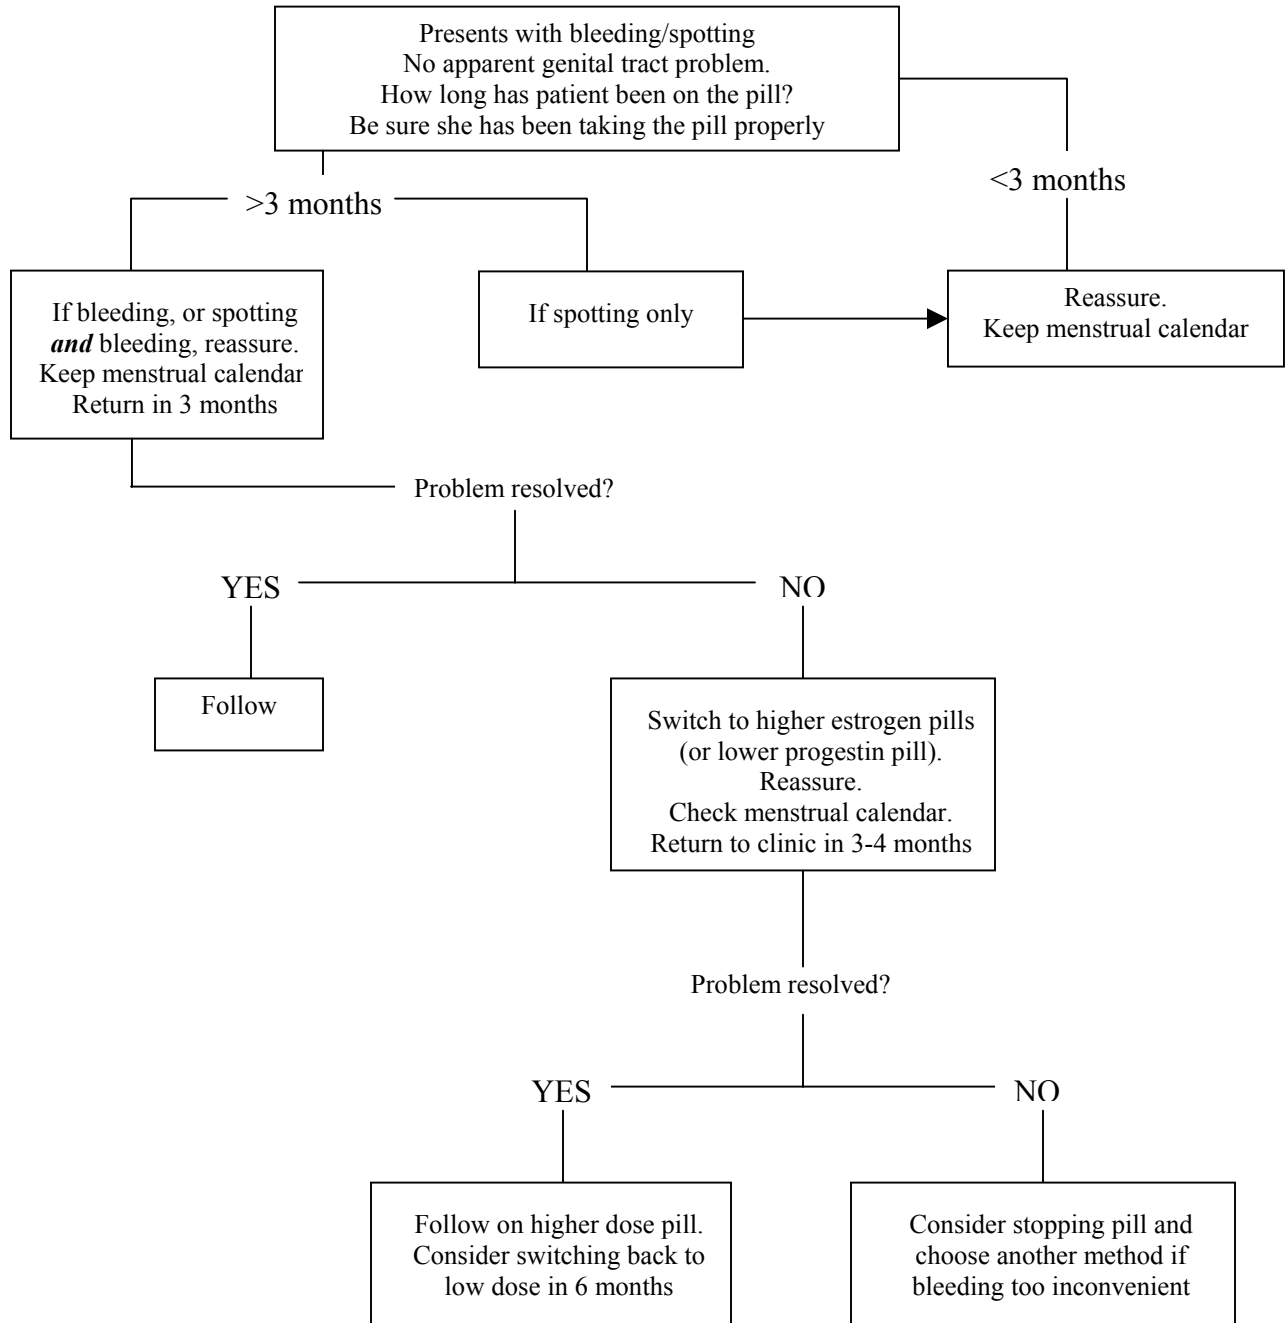 Presents with bleeding/spotting
No apparent genital tract problem.
How long has patient been on the pill?
Be sure she has been taking the pill properly
>3 months
<3 months
If bleeding, or spotting
and bleeding, reassure.
Keep menstrual calendar
Return in 3 months
If spotting only
Reassure.
Keep menstrual calendar
Problem resolved?
YES
NO
Follow
Switch to higher estrogen pills
(or lower progestin pill).
Reassure.
Check menstrual calendar.
Return to clinic in 3-4 months
Problem resolved?
YES
NO
Follow on higher dose pill.
Consider switching back to
low dose in 6 months
Consider stopping pill and
choose another method if
bleeding too inconvenient